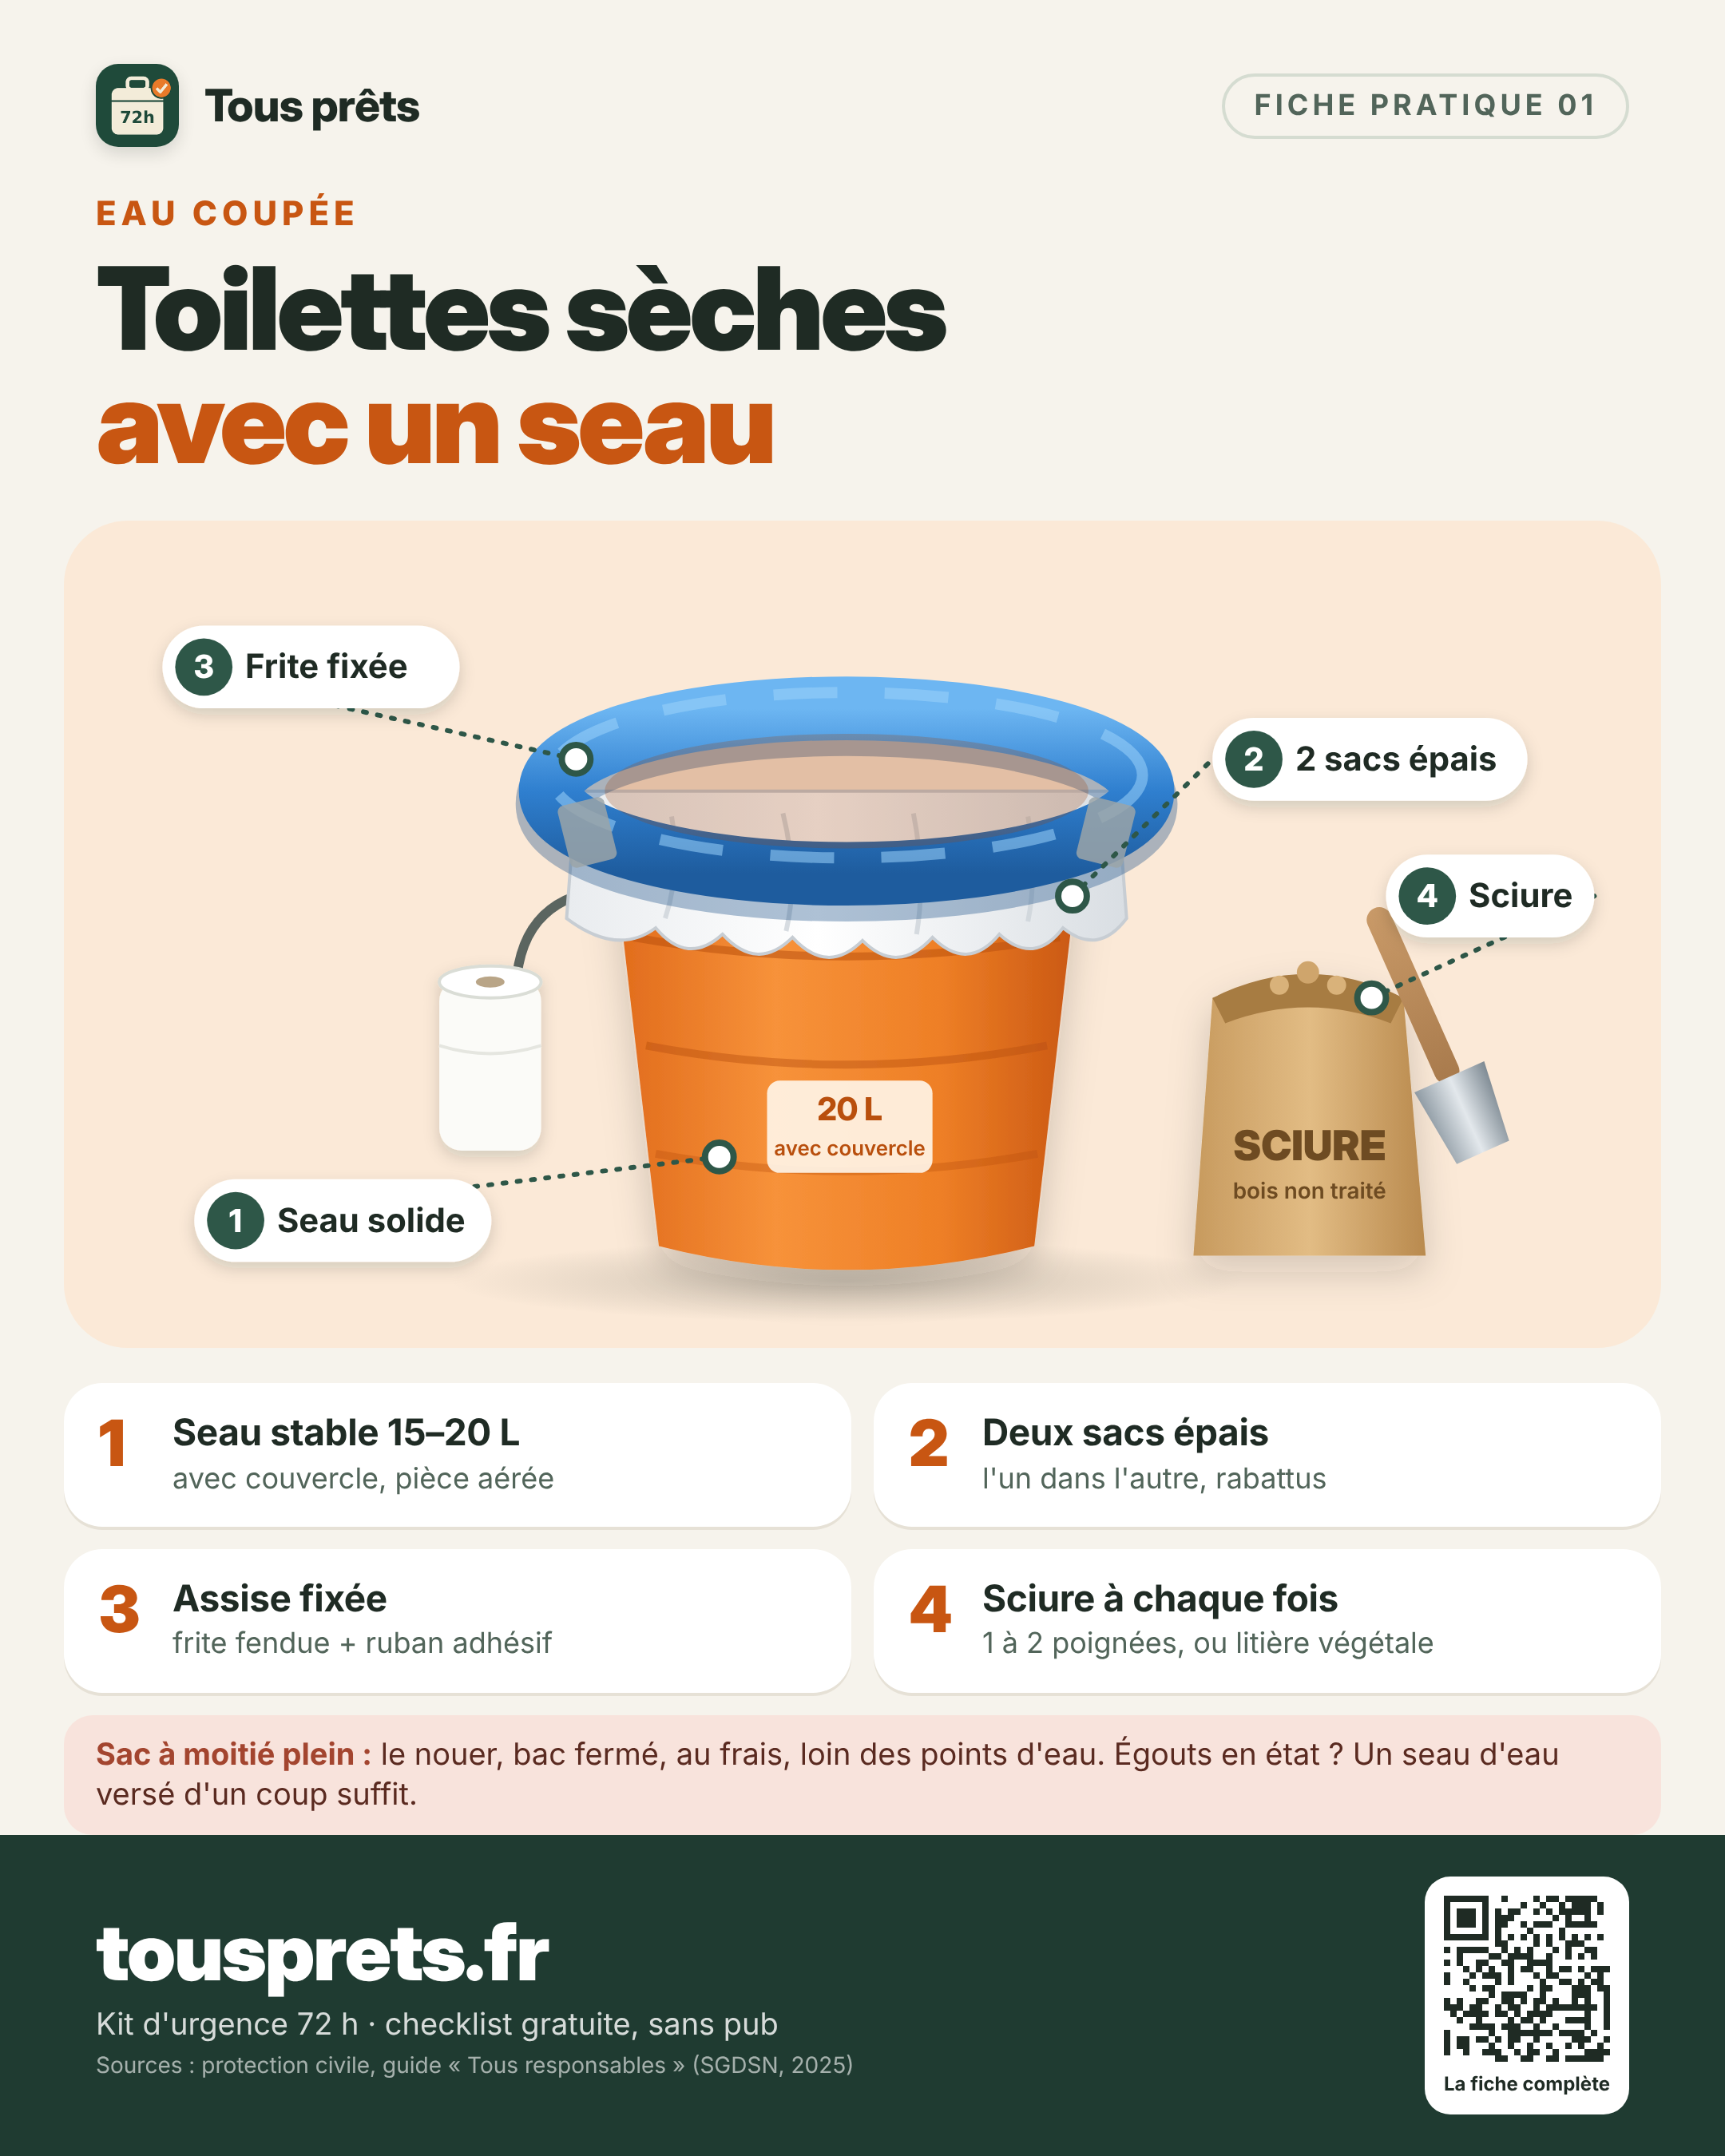 72h
Tous prêts
FICHE PRATIQUE 01
EAU COUPÉE
Toilettes sèches
avec un seau
3 Frite fixée
2 2 sacs épais
4 Sciure
20 L
avec couvercle
SCIURE
bois non traité
1 Seau solide
1 Seau stable 15–20 L
avec couvercle, pièce aérée
2 Deux sacs épais
l'un dans l'autre, rabattus
3 Assise fixée
frite fendue + ruban adhésif
4 Sciure à chaque fois
1 à 2 poignées, ou litière végétale
Sac à moitié plein : le nouer, bac fermé, au frais, loin des points d'eau. Égouts en état ? Un seau d'eau
versé d'un coup suffit.
tousprets.fr
Kit d'urgence 72 h · checklist gratuite, sans pub
Sources : protection civile, guide « Tous responsables » (SGDSN, 2025)
La fiche complète